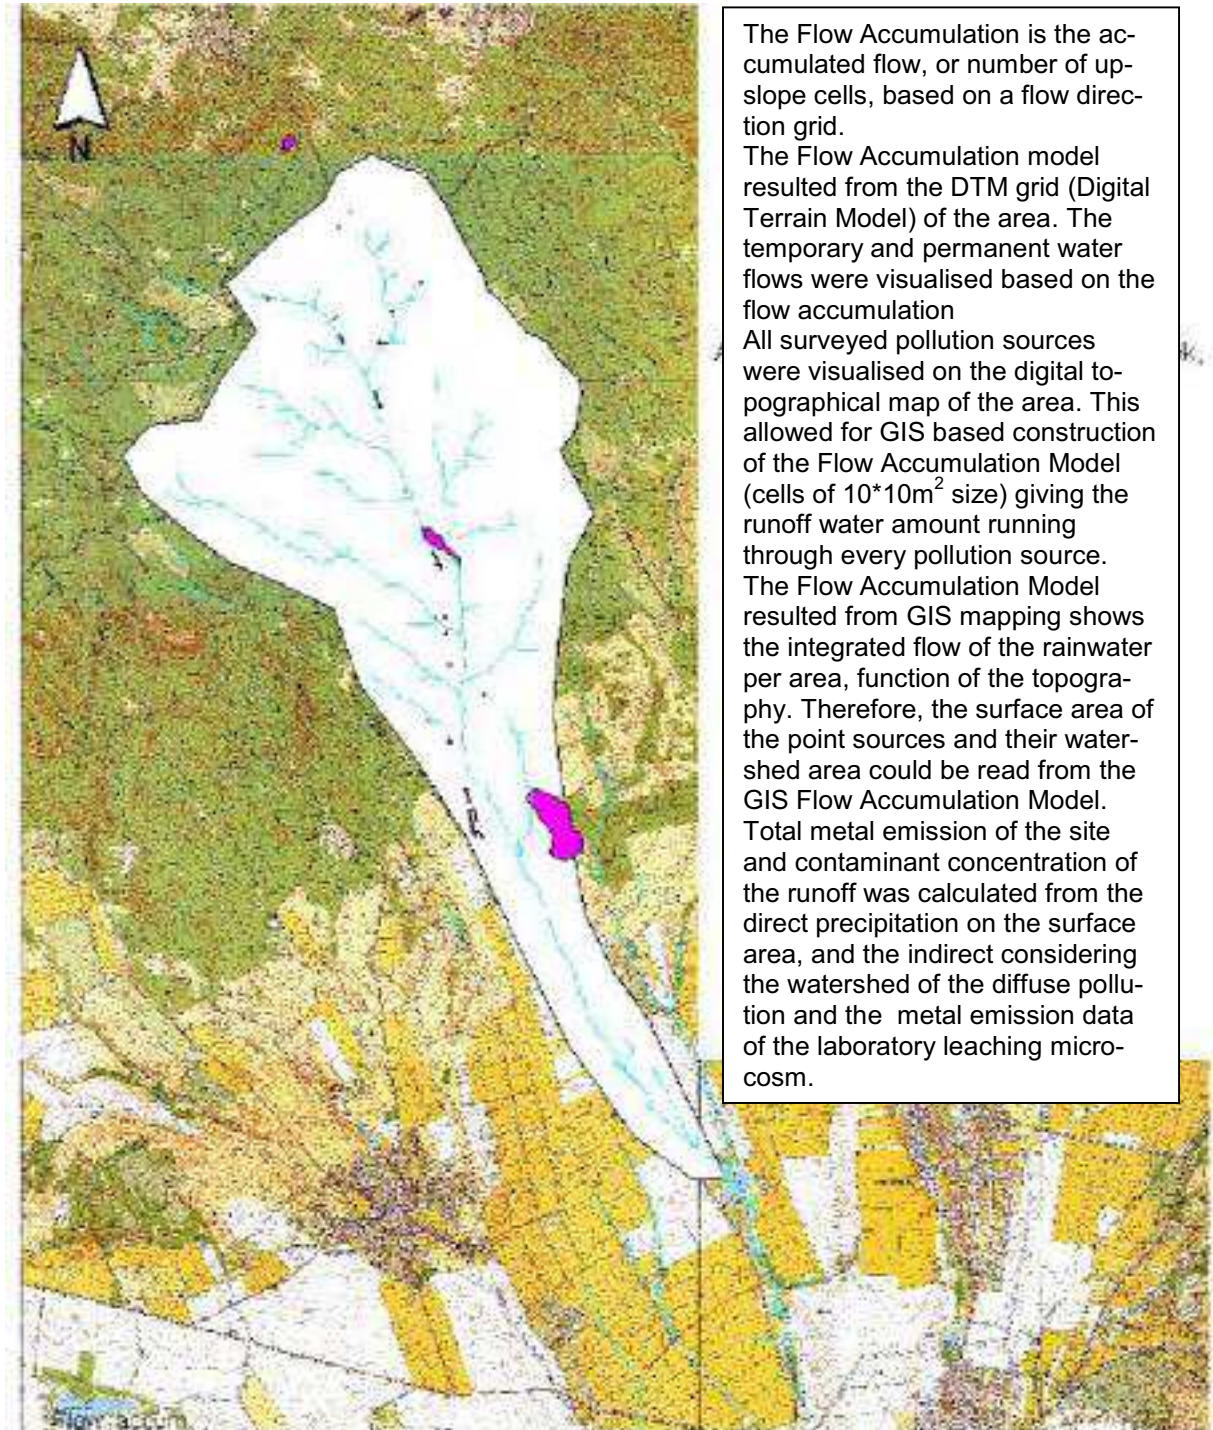 The Flow Accumulation is the ac-
cumulated flow, or number of up-
slope cells, based on a flow direc-
tion grid.
The Flow Accumulation model
resulted from the DTM grid (Digital
Terrain Model) of the area. The
temporary and permanent water
flows were visualised based on the
flow accumulation
All surveyed pollution sources
were visualised on the digital to-
pographical map of the area. This
allowed for GIS based construction
of the Flow Accumulation Model
(cells of 10*10m² size) giving the
runoff water amount running
through every pollution source.
The Flow Accumulation Model
resulted from GIS mapping shows
the integrated flow of the rainwater
per area, function of the topogra-
phy. Therefore, the surface area of
the point sources and their water-
shed area could be read from the
GIS Flow Accumulation Model.
Total metal emission of the site
and contaminant concentration of
the runoff was calculated from the
direct precipitation on the surface
area, and the indirect considering
the watershed of the diffuse pollu-
tion and the  metal emission data
of the laboratory leaching micro-
cosm.
N
Flow accum